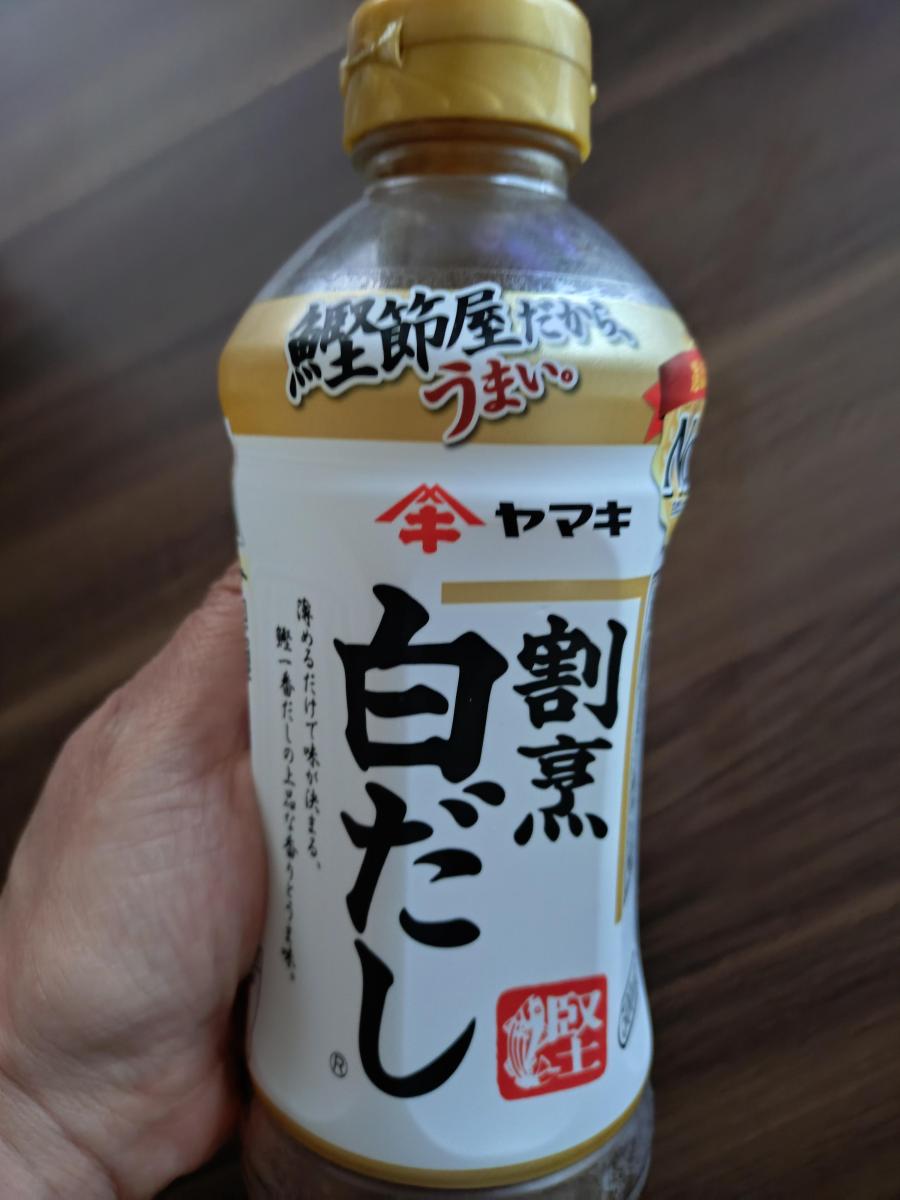 鰹節屋だから、
うまい。
ヤマキ
割烹
白だし
®
薄めるだけで味が決まる、
鰹一番だしの上品な香りとうま味。
鰹